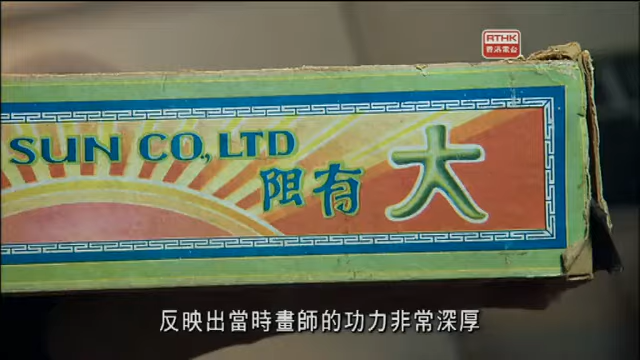 RTHK
香港電台
SUN CO., LTD
大
有限
反映出當時畫師的功力非常深厚